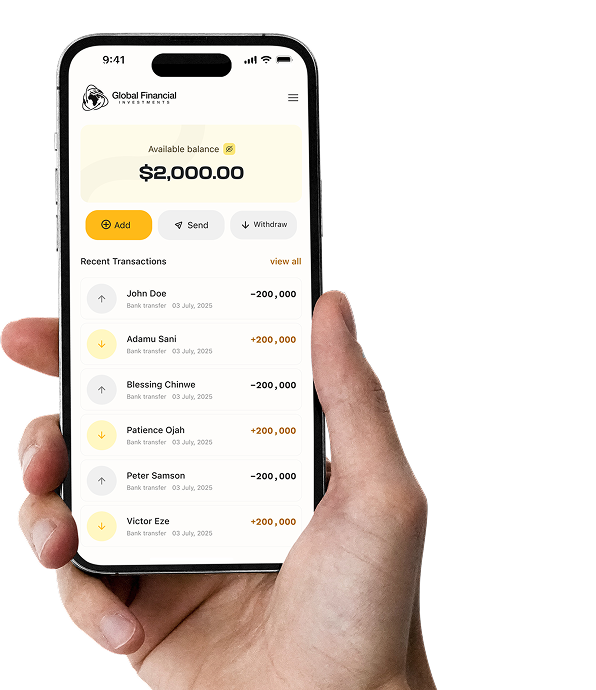 9:41
Global Financial
INVESTMENTS
Available balance
$2,000.00
Add
Send
Withdraw
Recent Transactions
view all
John Doe
-200,000
Bank transfer 03 July, 2025
Adamu Sani
+200,000
Bank transfer 03 July, 2025
Blessing Chinwe
-200,000
Bank transfer 03 July, 2025
Patience Ojah
+200,000
Bank transfer 03 July, 2025
Peter Samson
-200,000
Bank transfer 03 July, 2025
Victor Eze
+200,000
Bank transfer 03 July, 2025